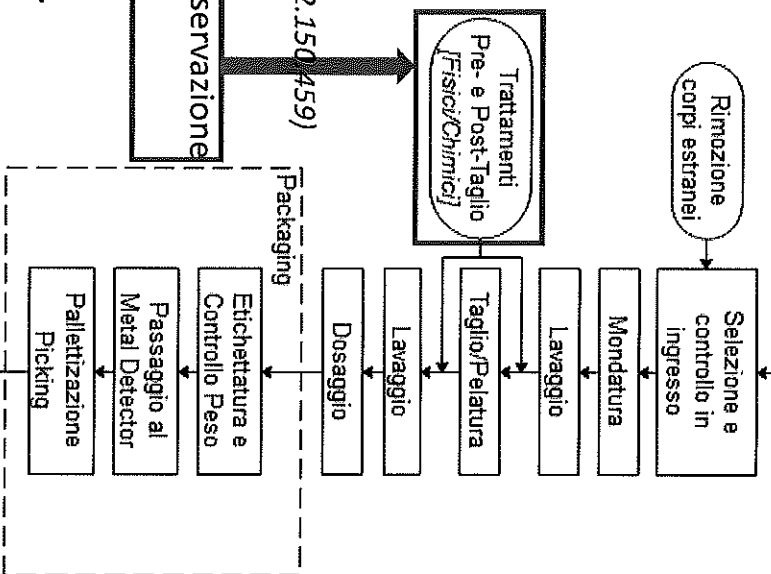 Rimozione
corpi estranei
Selezione e
controllo in
ingresso
Mondatura
Lavaggio
Trattamenti
Pre- e Post-Taglio
[Fisici/Chimici]
Taglio/Pelatura
Lavaggio
Dosaggio
Packaging
Etichettatura e
Controllo Peso
Passaggio al
Metal Detector
Pallettizazione
Picking
2.150.459)
servazione